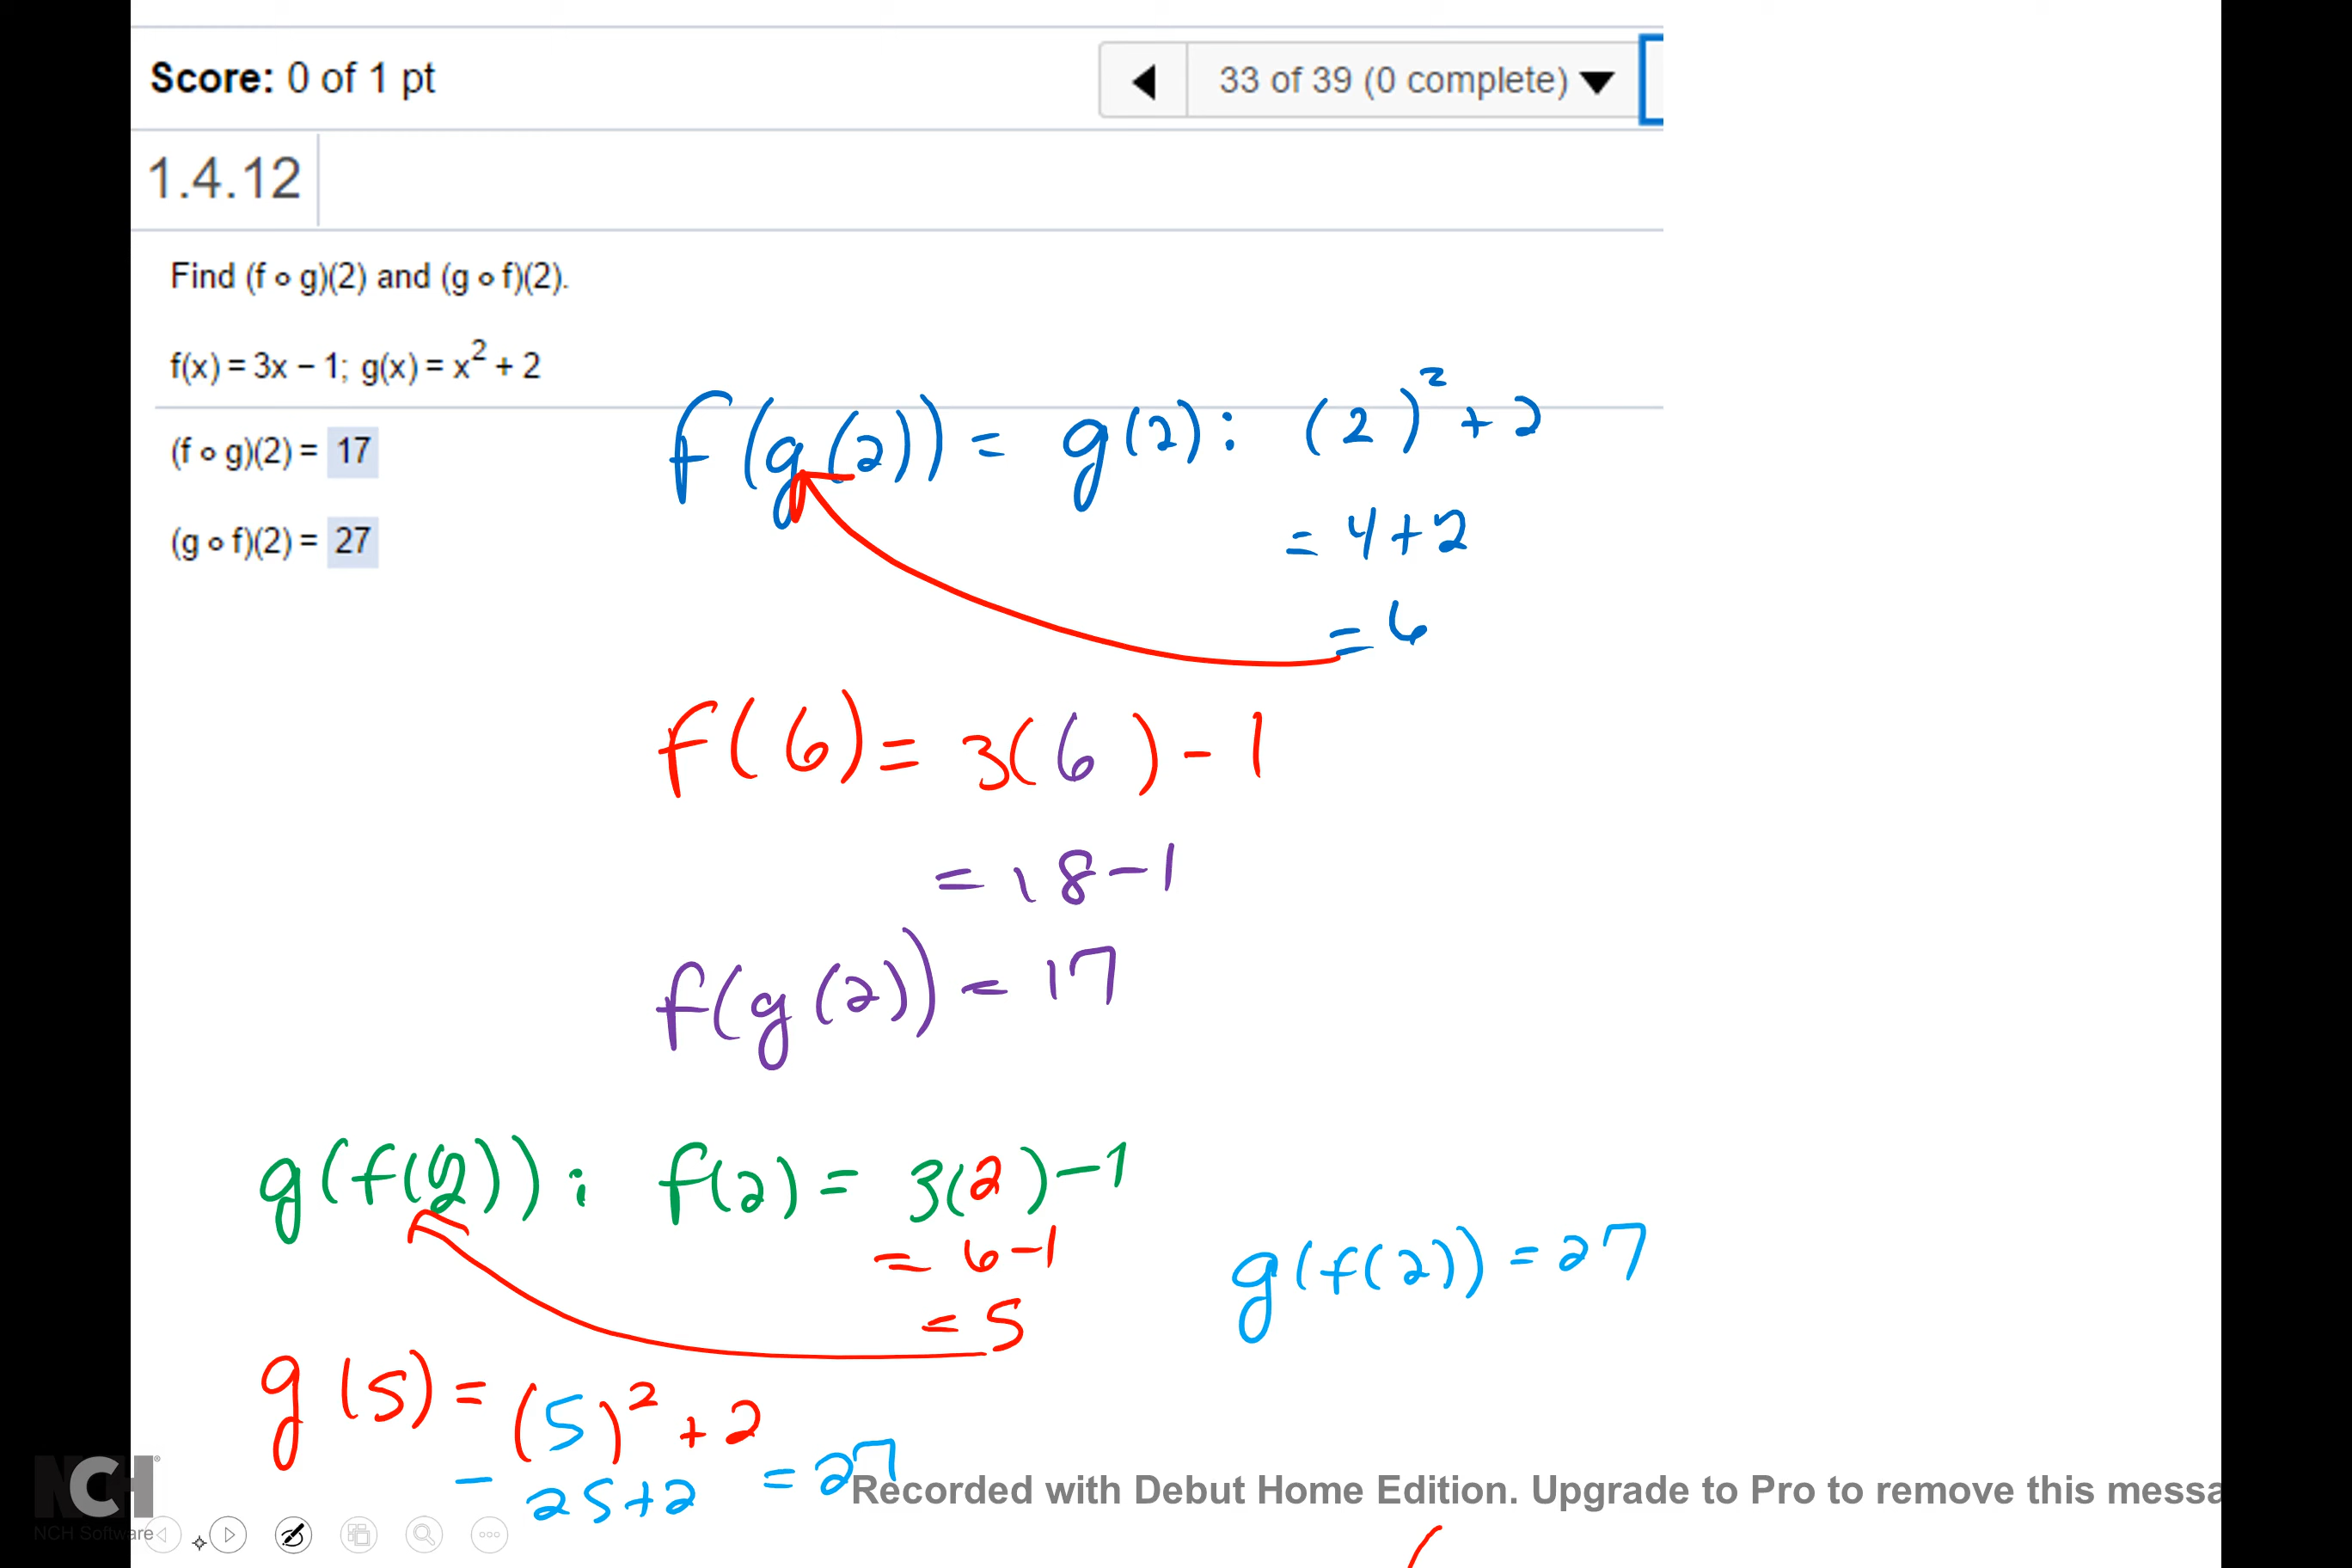 Score: 0 of 1 pt
33 of 39 (0 complete)
1.4.12
Find (f ∘ g)(2) and (g ∘ f)(2).
f(x) = 3x − 1; g(x) = x² + 2
(f ∘ g)(2) = 17
(g ∘ f)(2) = 27
f(g(2)) = g(2): (2)² + 2
= 4+2
= 6
f(6) = 3(6) - 1
= 18 - 1
f(g(2)) = 17
g(f(2)): f(2) = 3(2) - 1
= 6 - 1
= 5
g(f(2)) = 27
g(5) = (5)² + 2
= 25+2 = 27
Recorded with Debut Home Edition. Upgrade to Pro to remove this messa
NCH®
NCH Software